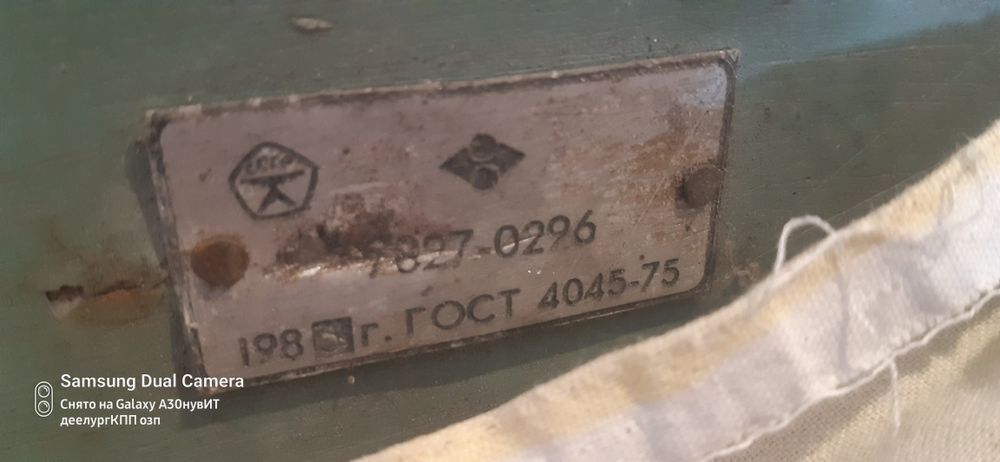 СССР
7827-0296
198 г. ГОСТ 4045-75
Samsung Dual Camera
Снято на Galaxy A30нувИТ
деелургКПП озп